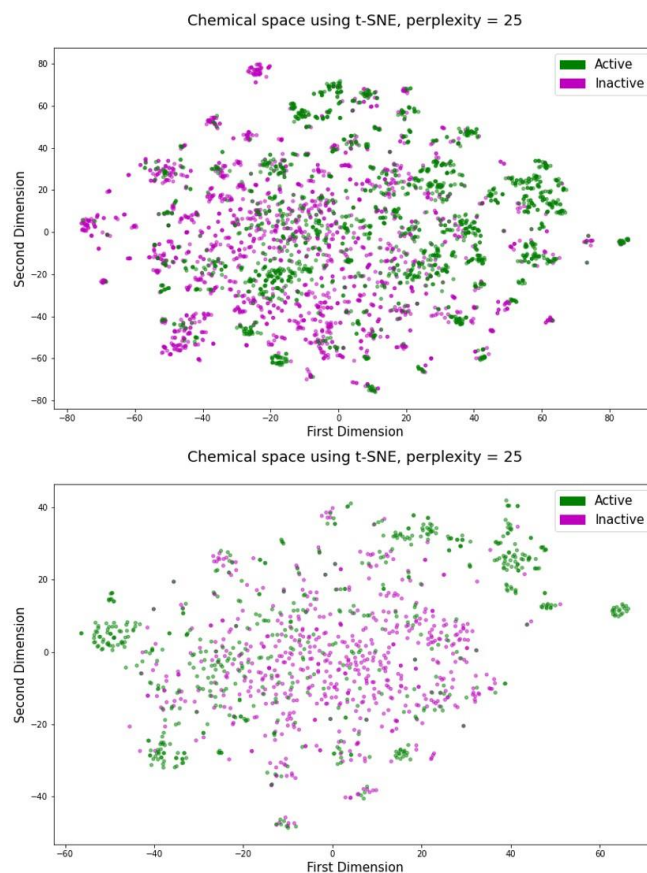 Chemical space using t-SNE, perplexity = 25
Active
Inactive
80
60
40
20
0
−20
−40
−60
−80
Second Dimension
−80 −60 −40 −20 0 20 40 60 80
First Dimension
Chemical space using t-SNE, perplexity = 25
Active
Inactive
40
20
0
−20
−40
Second Dimension
−60 −40 −20 0 20 40 60
First Dimension